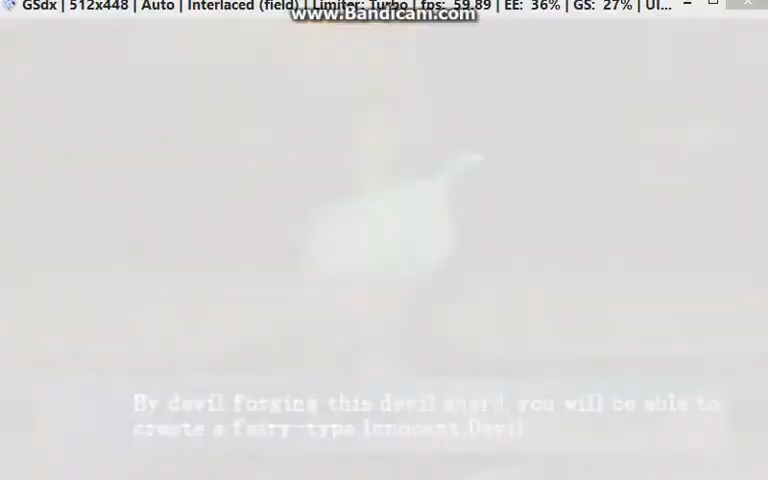 GSdx | 512x448 | Auto | Interlaced (field) | Limiter: Turbo | fps: 59.89 | EE: 36% | GS: 27% | UI...
www.Bandicam.com
By devil forging this devil shard, you will be able to
create a fairy-type Innocent Devil